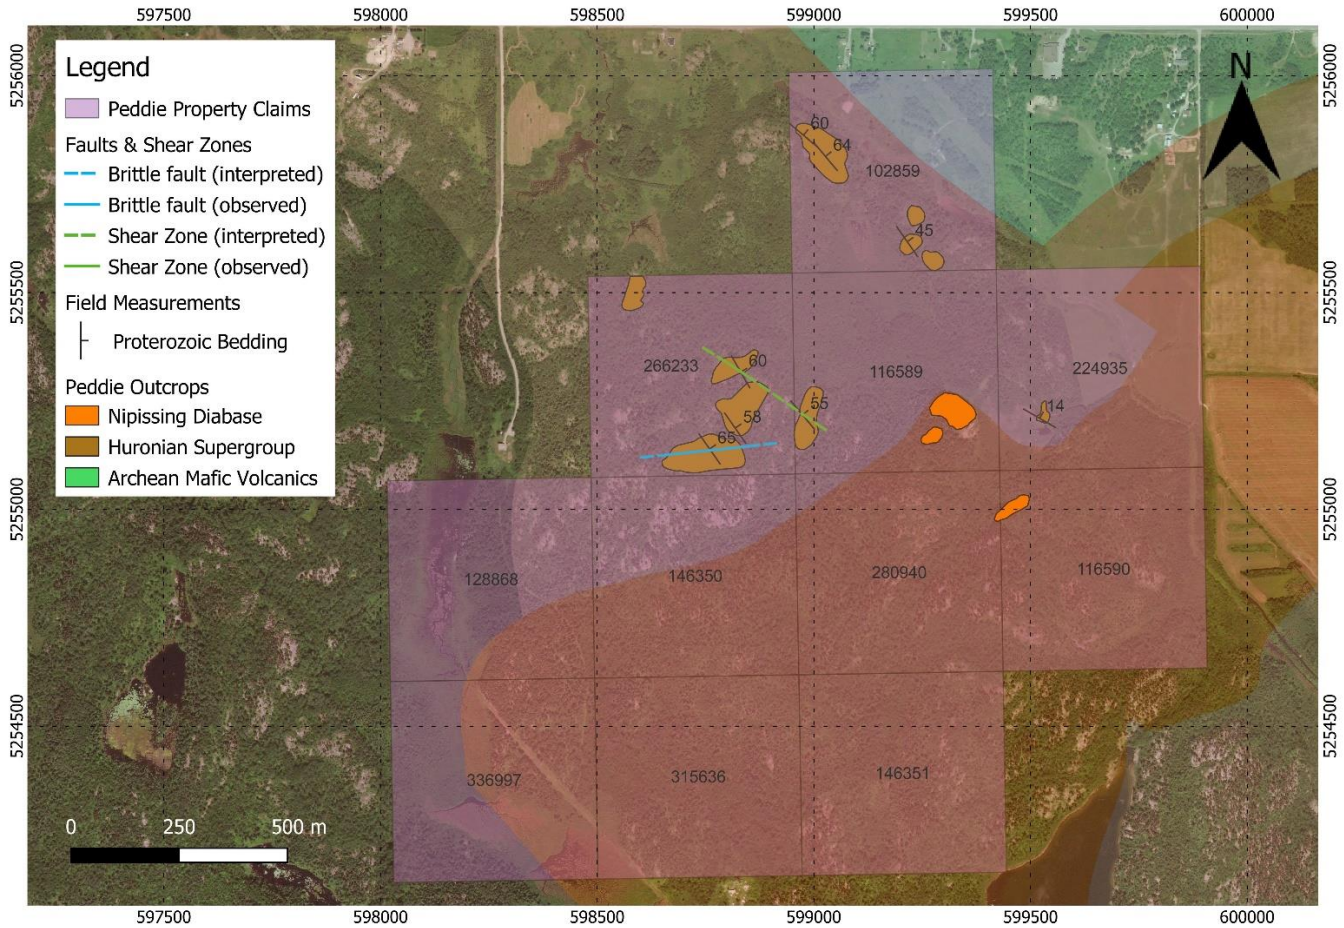 597500 598000 598500 599000 599500 600000
5256000
5255500
5255000
5254500
5256000
5255500
5255000
5254500
Legend
Peddie Property Claims
Faults & Shear Zones
Brittle fault (interpreted)
Brittle fault (observed)
Shear Zone (interpreted)
Shear Zone (observed)
Field Measurements
Proterozoic Bedding
Peddie Outcrops
Nipissing Diabase
Huronian Supergroup
Archean Mafic Volcanics
N
60
64
102859
45
266233
60
116589
224935
55
14
58
65
128868
146350
280940
116590
336997
315636
146351
0 250 500 m
597500 598000 598500 599000 599500 600000